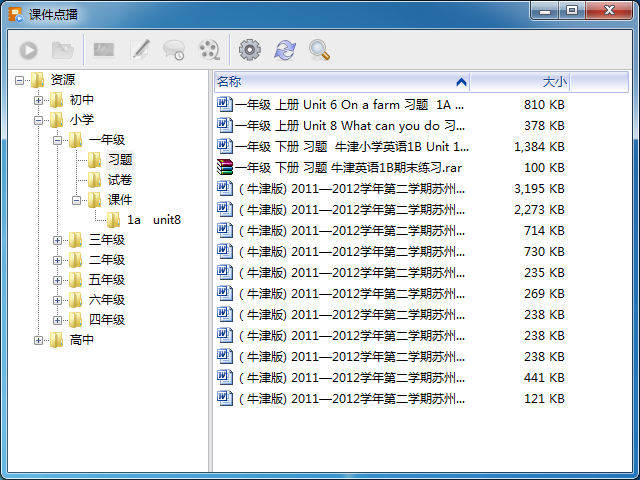 课件点播
资源
初中
小学
一年级
习题
试卷
课件
1a unit8
三年级
二年级
五年级
六年级
四年级
高中
名称 大小
一年级 上册 Unit 6 On a farm 习题 1A ... 810 KB
一年级 上册 Unit 8 What can you do 习... 378 KB
一年级 下册 习题 牛津小学英语1B Unit 1... 1,384 KB
一年级 下册 习题 牛津英语1B期末练习.rar 100 KB
（牛津版) 2011—2012学年第二学期苏州... 3,195 KB
（牛津版) 2011—2012学年第二学期苏州... 2,273 KB
（牛津版) 2011—2012学年第二学期苏州... 714 KB
（牛津版) 2011—2012学年第二学期苏州... 730 KB
（牛津版) 2011—2012学年第二学期苏州... 235 KB
（牛津版) 2011—2012学年第二学期苏州... 269 KB
（牛津版) 2011—2012学年第二学期苏州... 238 KB
（牛津版) 2011—2012学年第二学期苏州... 238 KB
（牛津版) 2011—2012学年第二学期苏州... 238 KB
（牛津版) 2011—2012学年第二学期苏州... 441 KB
（牛津版) 2011—2012学年第二学期苏州... 121 KB